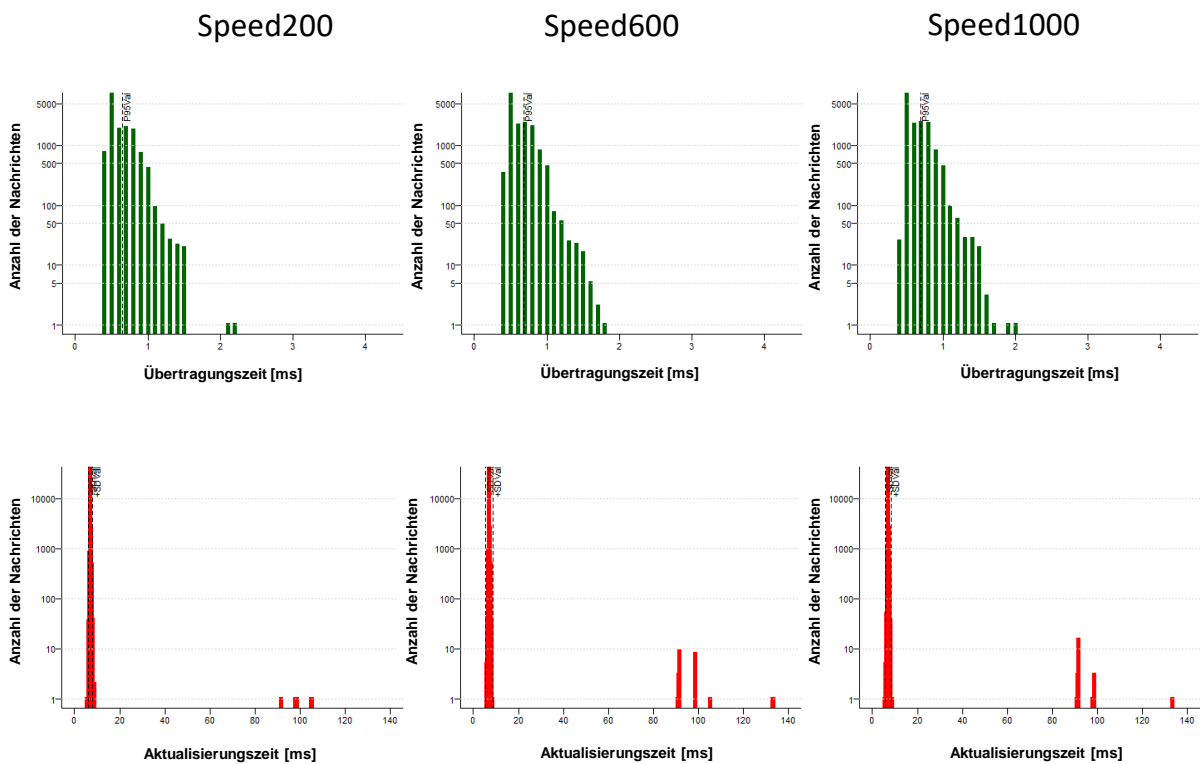 Speed200 Speed600 Speed1000
Anzahl der Nachrichten
5000
1000
500
100
50
10
5
1
P95Val
0 1 2 3 4
Übertragungszeit [ms]
Anzahl der Nachrichten
5000
1000
500
100
50
10
5
1
P95Val
0 1 2 3 4
Übertragungszeit [ms]
Anzahl der Nachrichten
5000
1000
500
100
50
10
5
1
P95Val
0 1 2 3 4
Übertragungszeit [ms]
Anzahl der Nachrichten
10000
1000
100
10
1
+SDVal
0 20 40 60 80 100 120 140
Aktualisierungszeit [ms]
Anzahl der Nachrichten
10000
1000
100
10
1
+SDVal
0 20 40 60 80 100 120 140
Aktualisierungszeit [ms]
Anzahl der Nachrichten
10000
1000
100
10
1
+SDVal
0 20 40 60 80 100 120 140
Aktualisierungszeit [ms]